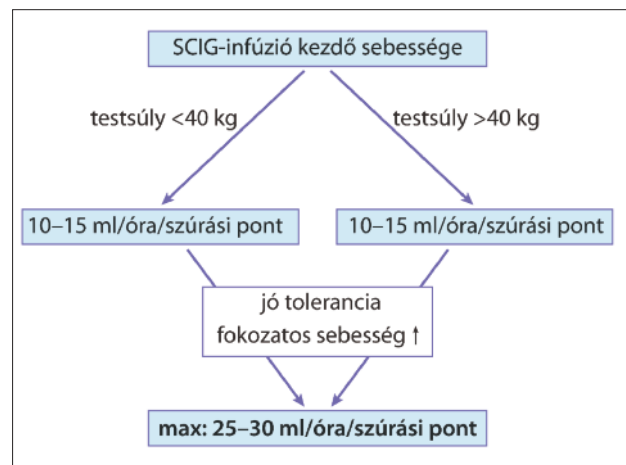 SCIG-infúzió kezdő sebessége
testsúly <40 kg
testsúly >40 kg
10–15 ml/óra/szúrási pont
10–15 ml/óra/szúrási pont
jó tolerancia
fokozatos sebesség ↑
max: 25–30 ml/óra/szúrási pont